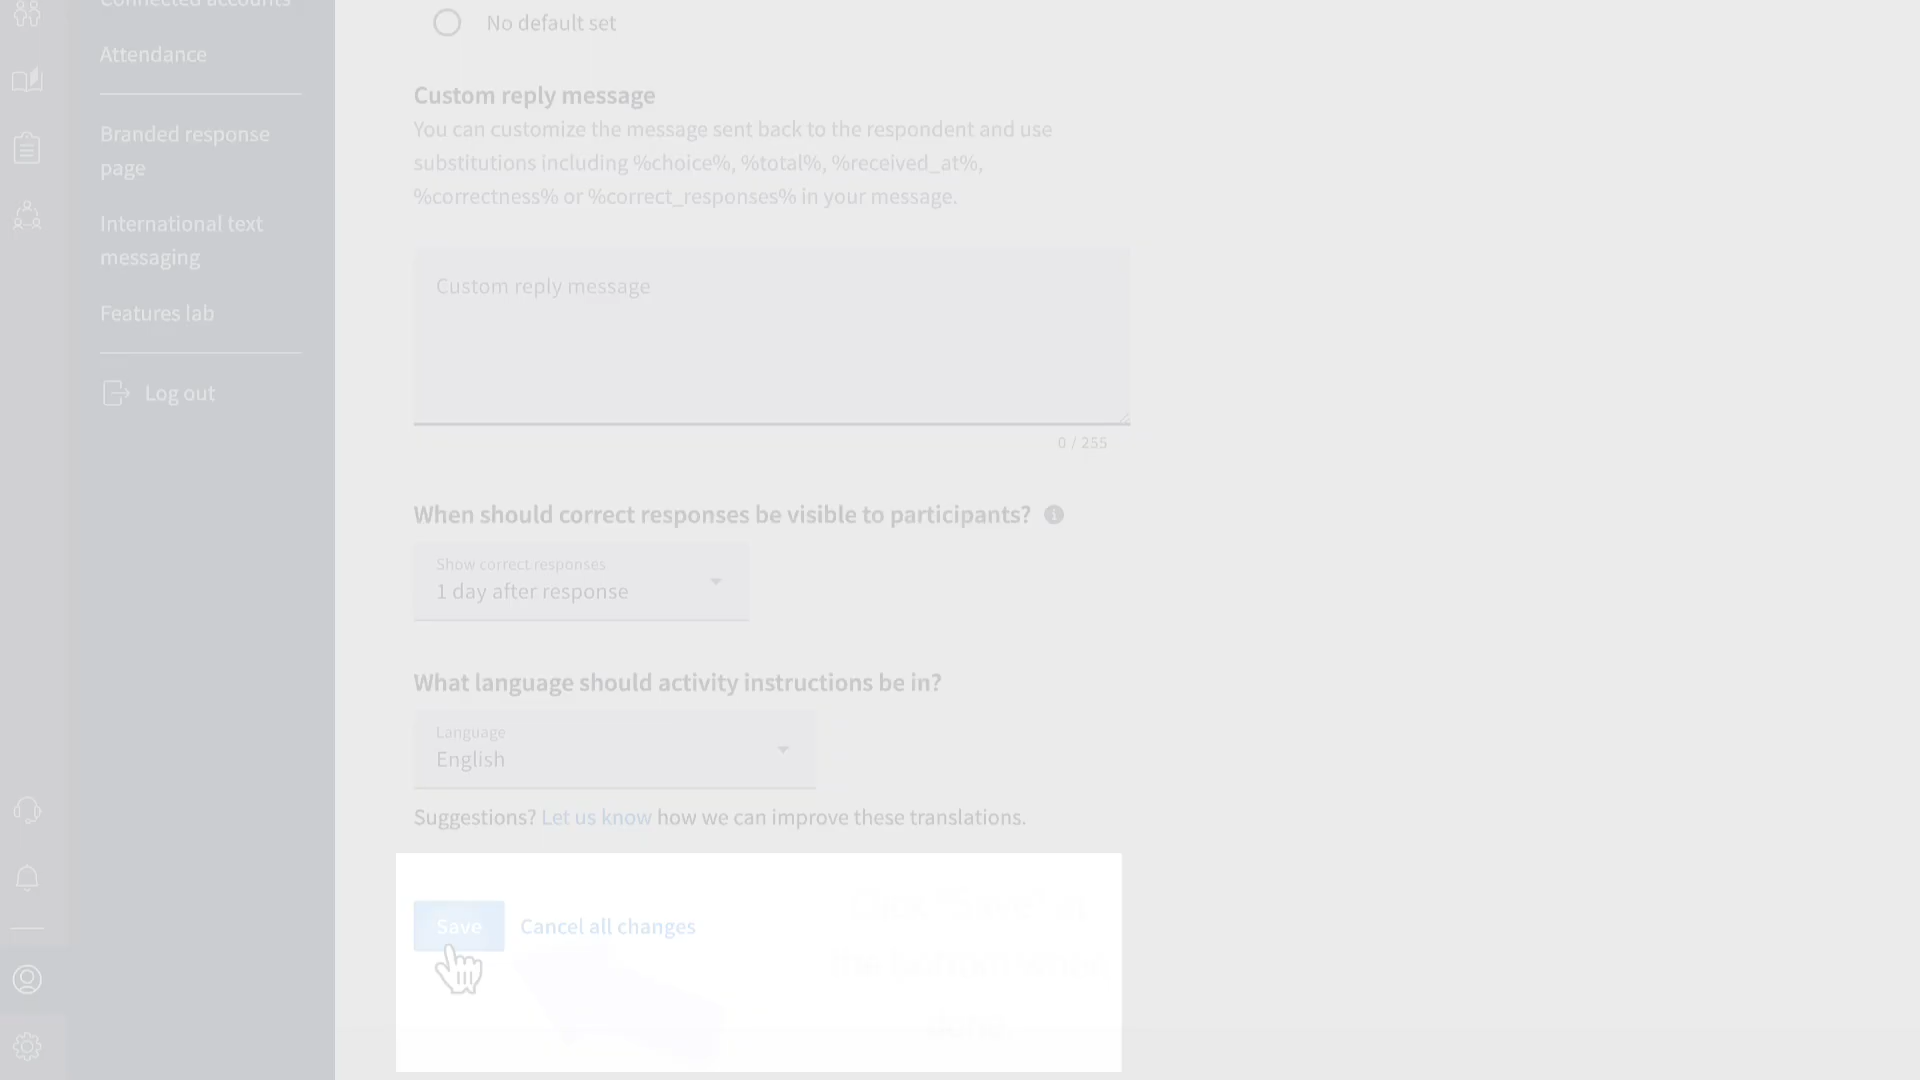 Connected accounts
Attendance
Branded response
page
International text
messaging
Features lab
Log out
No default set
Custom reply message
You can customize the message sent back to the respondent and use
substitutions including %choice%, %total%, %received_at%,
%correctness% or %correct_responses% in your message.
Custom reply message
0 / 255
When should correct responses be visible to participants?
Show correct responses
1 day after response
What language should activity instructions be in?
Language
English
Suggestions? Let us know how we can improve these translations.
Save
Cancel all changes
done.